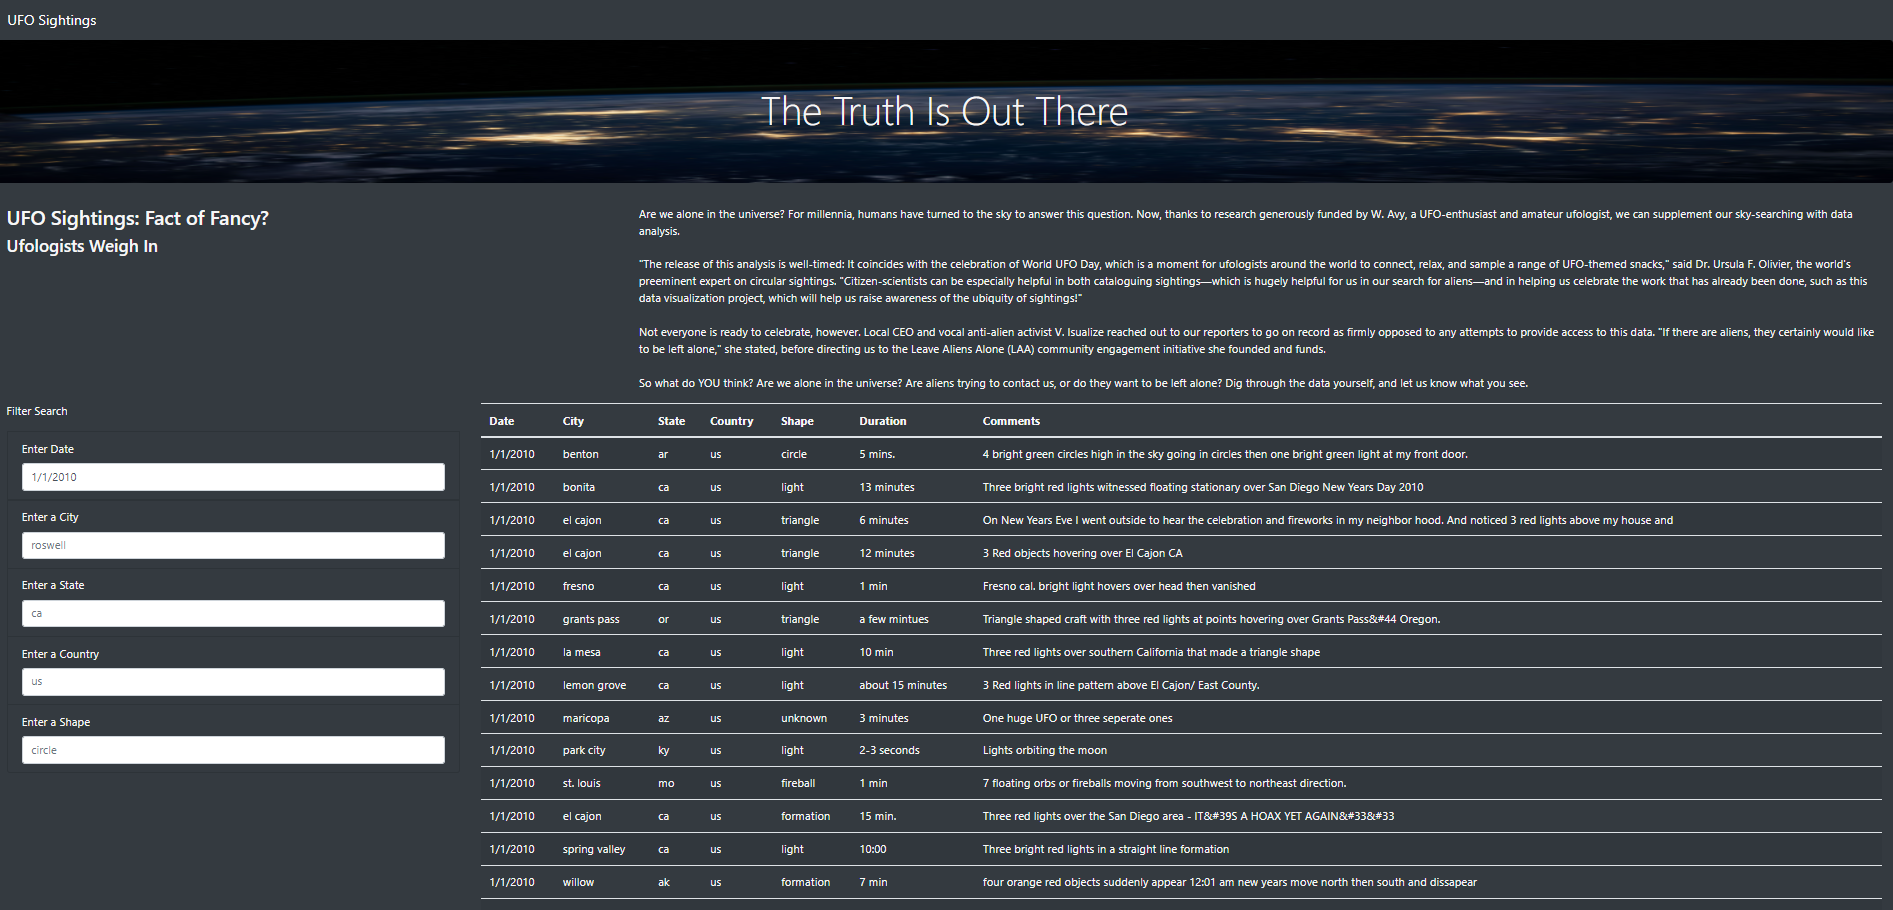 UFO Sightings
The Truth Is Out There
UFO Sightings: Fact of Fancy?
Ufologists Weigh In
Are we alone in the universe? For millennia, humans have turned to the sky to answer this question. Now, thanks to research generously funded by W. Avy, a UFO-enthusiast and amateur ufologist, we can supplement our sky-searching with data
analysis.
"The release of this analysis is well-timed: It coincides with the celebration of World UFO Day, which is a moment for ufologists around the world to connect, relax, and sample a range of UFO-themed snacks," said Dr. Ursula F. Olivier, the world's
preeminent expert on circular sightings. "Citizen-scientists can be especially helpful in both cataloguing sightings—which is hugely helpful for us in our search for aliens—and in helping us celebrate the work that has already been done, such as this
data visualization project, which will help us raise awareness of the ubiquity of sightings!"
Not everyone is ready to celebrate, however. Local CEO and vocal anti-alien activist V. Isualize reached out to our reporters to go on record as firmly opposed to any attempts to provide access to this data. "If there are aliens, they certainly would like
to be left alone," she stated, before directing us to the Leave Aliens Alone (LAA) community engagement initiative she founded and funds.
So what do YOU think? Are we alone in the universe? Are aliens trying to contact us, or do they want to be left alone? Dig through the data yourself, and let us know what you see.
Filter Search
Enter Date
1/1/2010
Enter a City
roswell
Enter a State
ca
Enter a Country
us
Enter a Shape
circle
Date City State Country Shape Duration Comments
1/1/2010 benton ar us circle 5 mins. 4 bright green circles high in the sky going in circles then one bright green light at my front door.
1/1/2010 bonita ca us light 13 minutes Three bright red lights witnessed floating stationary over San Diego New Years Day 2010
1/1/2010 el cajon ca us triangle 6 minutes On New Years Eve I went outside to hear the celebration and fireworks in my neighbor hood. And noticed 3 red lights above my house and
1/1/2010 el cajon ca us triangle 12 minutes 3 Red objects hovering over El Cajon CA
1/1/2010 fresno ca us light 1 min Fresno cal. bright light hovers over head then vanished
1/1/2010 grants pass or us triangle a few mintues Triangle shaped craft with three red lights at points hovering over Grants Pass&#44 Oregon.
1/1/2010 la mesa ca us light 10 min Three red lights over southern California that made a triangle shape
1/1/2010 lemon grove ca us light about 15 minutes 3 Red lights in line pattern above El Cajon/ East County.
1/1/2010 maricopa az us unknown 3 minutes One huge UFO or three seperate ones
1/1/2010 park city ky us light 2-3 seconds Lights orbiting the moon
1/1/2010 st. louis mo us fireball 1 min 7 floating orbs or fireballs moving from southwest to northeast direction.
1/1/2010 el cajon ca us formation 15 min. Three red lights over the San Diego area - IT&#39S A HOAX YET AGAIN&#33&#33
1/1/2010 spring valley ca us light 10:00 Three bright red lights in a straight line formation
1/1/2010 willow ak us formation 7 min four orange red objects suddenly appear 12:01 am new years move north then south and dissapear